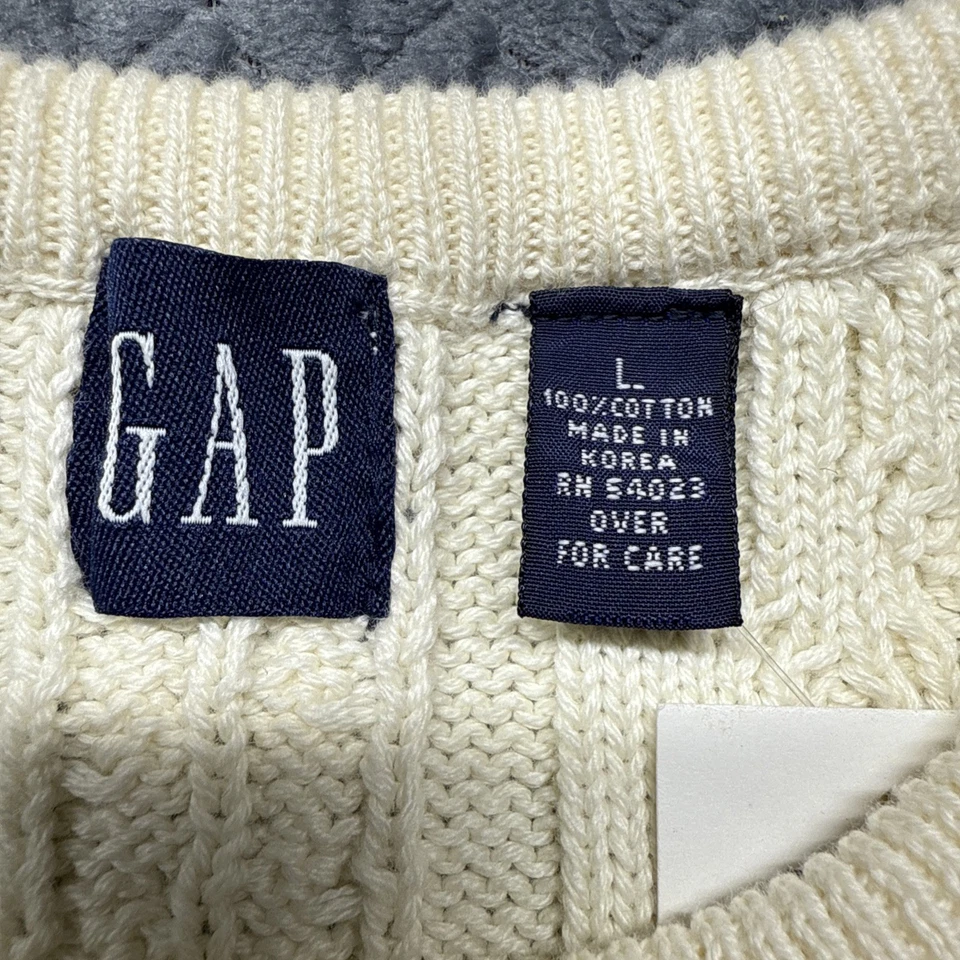 GAP
L
100% COTTON
MADE IN
KOREA
RN 54023
OVER
FOR CARE